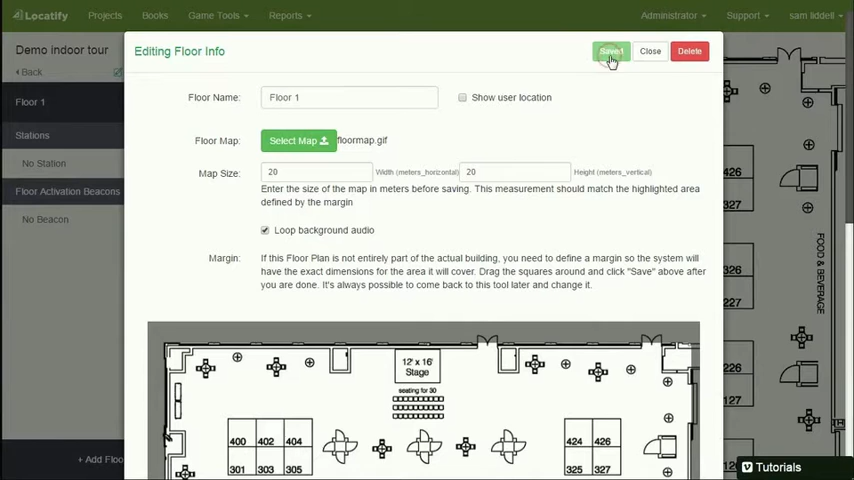 Locatify Projects Books Game Tools Reports Administrator Support sam liddell
Demo indoor tour
Back
Floor 1
Stations
No Station
Floor Activation Beacons
No Beacon
+ Add Floo
Editing Floor Info
Saved Close Delete
Floor Name: Floor 1 Show user location
Floor Map: Select Map floormap.gif
Map Size: 20 Width (meters_horizontal) 20 Height (meters_vertical)
Enter the size of the map in meters before saving. This measurement should match the highlighted area
defined by the margin
Loop background audio
Margin: If this Floor Plan is not entirely part of the actual building, you need to define a margin so the system will
have the exact dimensions for the area it will cover. Drag the squares around and click "Save" above after
you are done. It's always possible to come back to this tool later and change it.
12' x 16'
Stage
seating for 30
400 402 404
301 303 305
424 426
325 327
426
327
326
227
226
127
FOOD & BEVERAGE
Tutorials